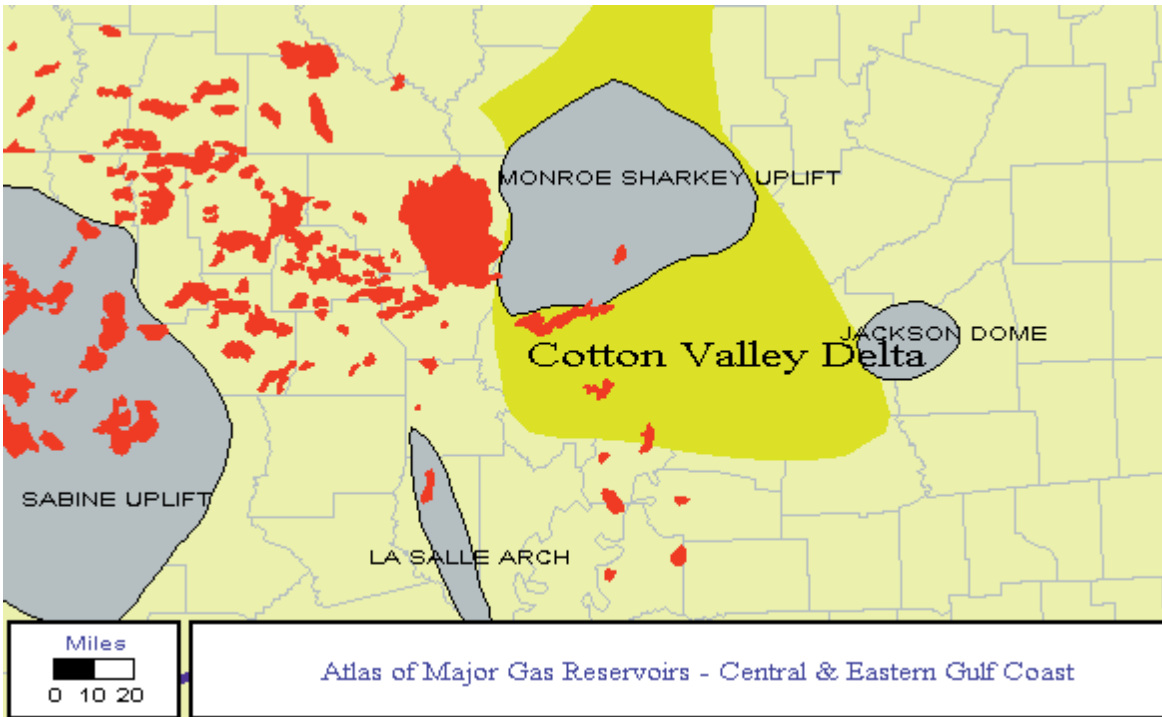 MONROE SHARKEY UPLIFT
JACKSON DOME
Cotton Valley Delta
SABINE UPLIFT
LA SALLE ARCH
Miles
0 10 20
Atlas of Major Gas Reservoirs - Central & Eastern Gulf Coast